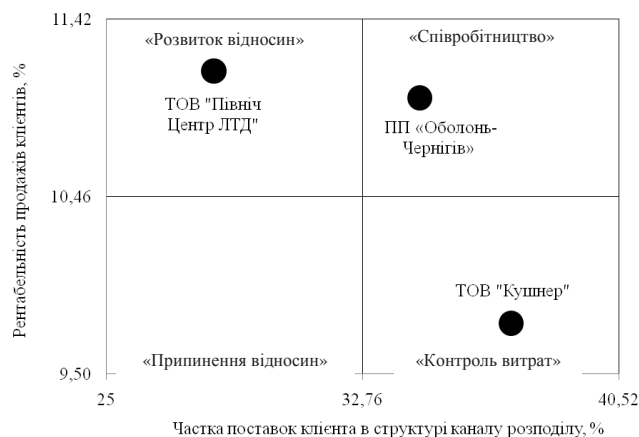 11,42
«Розвиток відносин»
«Співробітництво»
ТОВ "Північ
Центр ЛТД"
ПП «Оболонь-
Чернігів»
Рентабельність продажів клієнтів, %
10,46
ТОВ "Кушнер"
«Припинення відносин»
«Контроль витрат»
9,50
25
32,76
40,52
Частка поставок клієнта в структурі каналу розподілу, %